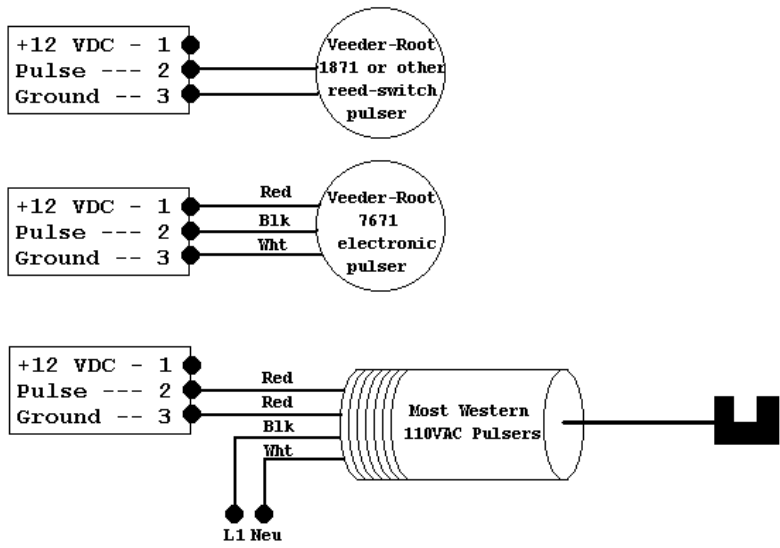 +12 VDC - 1
Pulse --- 2
Ground -- 3
Veeder-Root
1871 or other
reed-switch
pulser
+12 VDC - 1
Pulse --- 2
Ground -- 3
Red
Blk
Wht
Veeder-Root
7671
electronic
pulser
+12 VDC - 1
Pulse --- 2
Ground -- 3
Red
Red
Blk
Wht
Most Western
110VAC Pulsers
L1 Neu